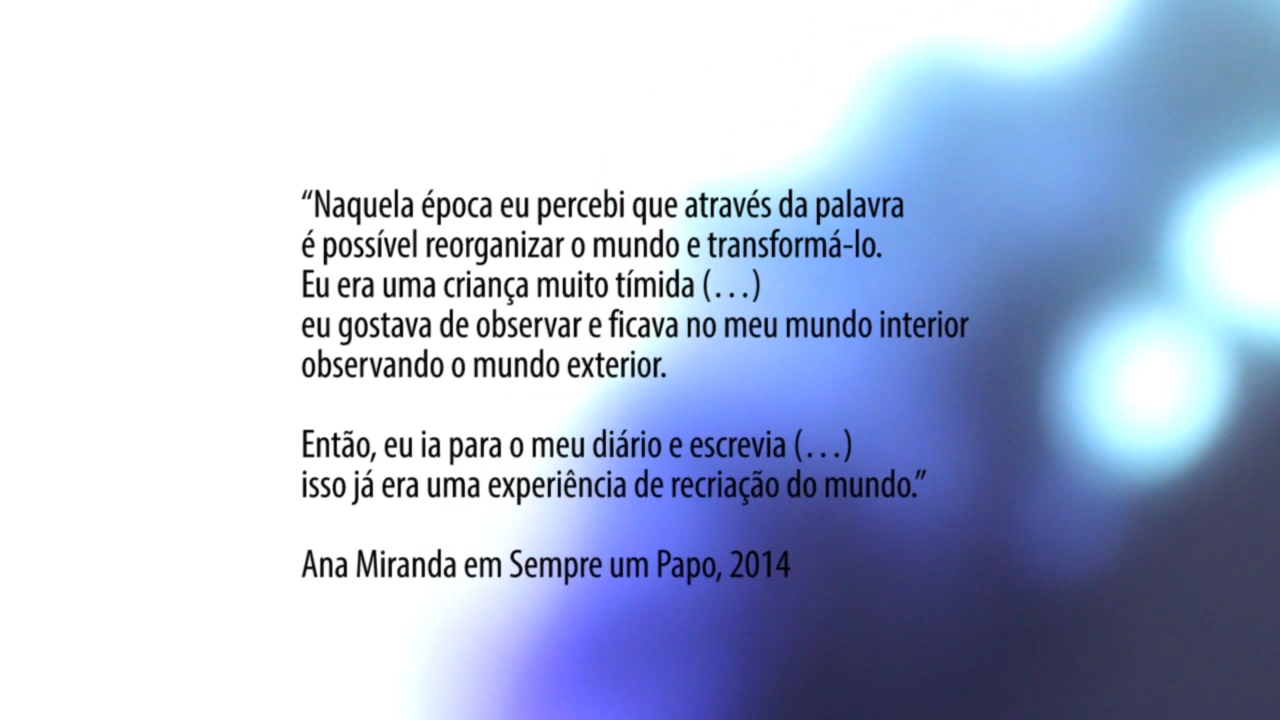 “Naquela época eu percebi que através da palavra
é possível reorganizar o mundo e transformá-lo.
Eu era uma criança muito tímida (...)
eu gostava de observar e ficava no meu mundo interior
observando o mundo exterior.
Então, eu ia para o meu diário e escrevia (...)
isso já era uma experiência de recriação do mundo.”
Ana Miranda em Sempre um Papo, 2014